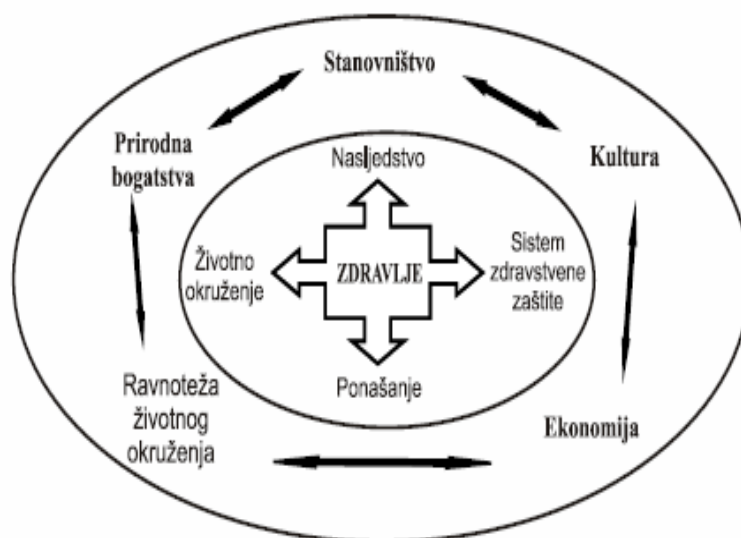 Stanovništvo
Prirodna
bogatstva
Kultura
Nasljedstvo
Životno
okruženje
ZDRAVLJE
Sistem
zdravstvene
zaštite
Ponašanje
Ravnoteža
životnog
okruženja
Ekonomija